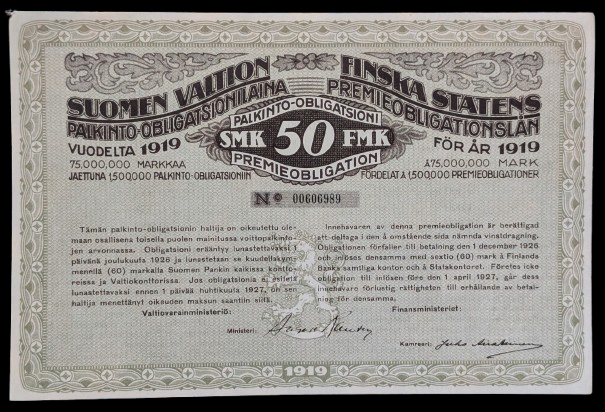 SUOMEN VALTION
PALKINTO-OBLIGATSIONILAINA
VUODELTA 1919
75,000,000 MARKKAA
JAETTUNA 1,500,000 PALKINTO-OBLIGATSIONIIN
FINSKA STATENS
PREMIEOBLIGATIONSLÅN
FÖR ÅR 1919
Å 75,000,000 MARK
FÖRDELAT Å 1,500,000 PREMIEOBLIGATIONER
PALKINTO-OBLIGATSIONI
SMK 50 FMK
PREMIEOBLIGATION
No 00606989
Tämän palkinto-obligatsionin haltija on oikeutettu ole-
maan osallisena toisella puolen mainitussa voittopalkin-
jen arvonnassa. Obligatsioni erääntyy lunastettavaksi 1
päivänä joulukuuta 1926 ja lunastetaan se kuudellakym-
menellä (60) markalla Suomen Pankin kaikissa kontto-
reissa ja Valtiokonttorissa. Jos obligatsionia ei esitetä
lunastettavaksi ennen 1 päivää huhtikuuta 1927, on sen
haltija menettänyt oikeuden maksun saantiin siitä.
Valtiovarainministeriö:
Ministeri:
Innehavaren av denna premieobligation är berättigad
att deltaga i den å omstående sida nämnda vinstdragning.
Obligationen förfaller till betalning den 1 december 1926
och inlöses densamma med sextio (60) mark å Finlands
Banks samtliga kontor och å Statskontoret. Företes icke
obligation till inlösen före den 1 april 1927, går dess
innehavare förlustig rättigheten till erhållande av betal-
ning för densamma.
Finansministeriet:
Kamreeri:
1919